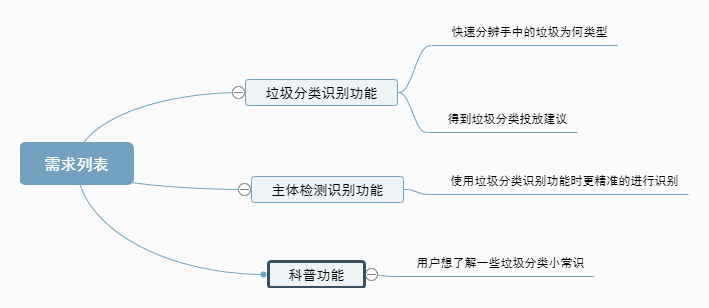 需求列表
垃圾分类识别功能
快速分辨手中的垃圾为何类型
得到垃圾分类投放建议
主体检测识别功能
使用垃圾分类识别功能时更精准的进行识别
科普功能
用户想了解一些垃圾分类小常识